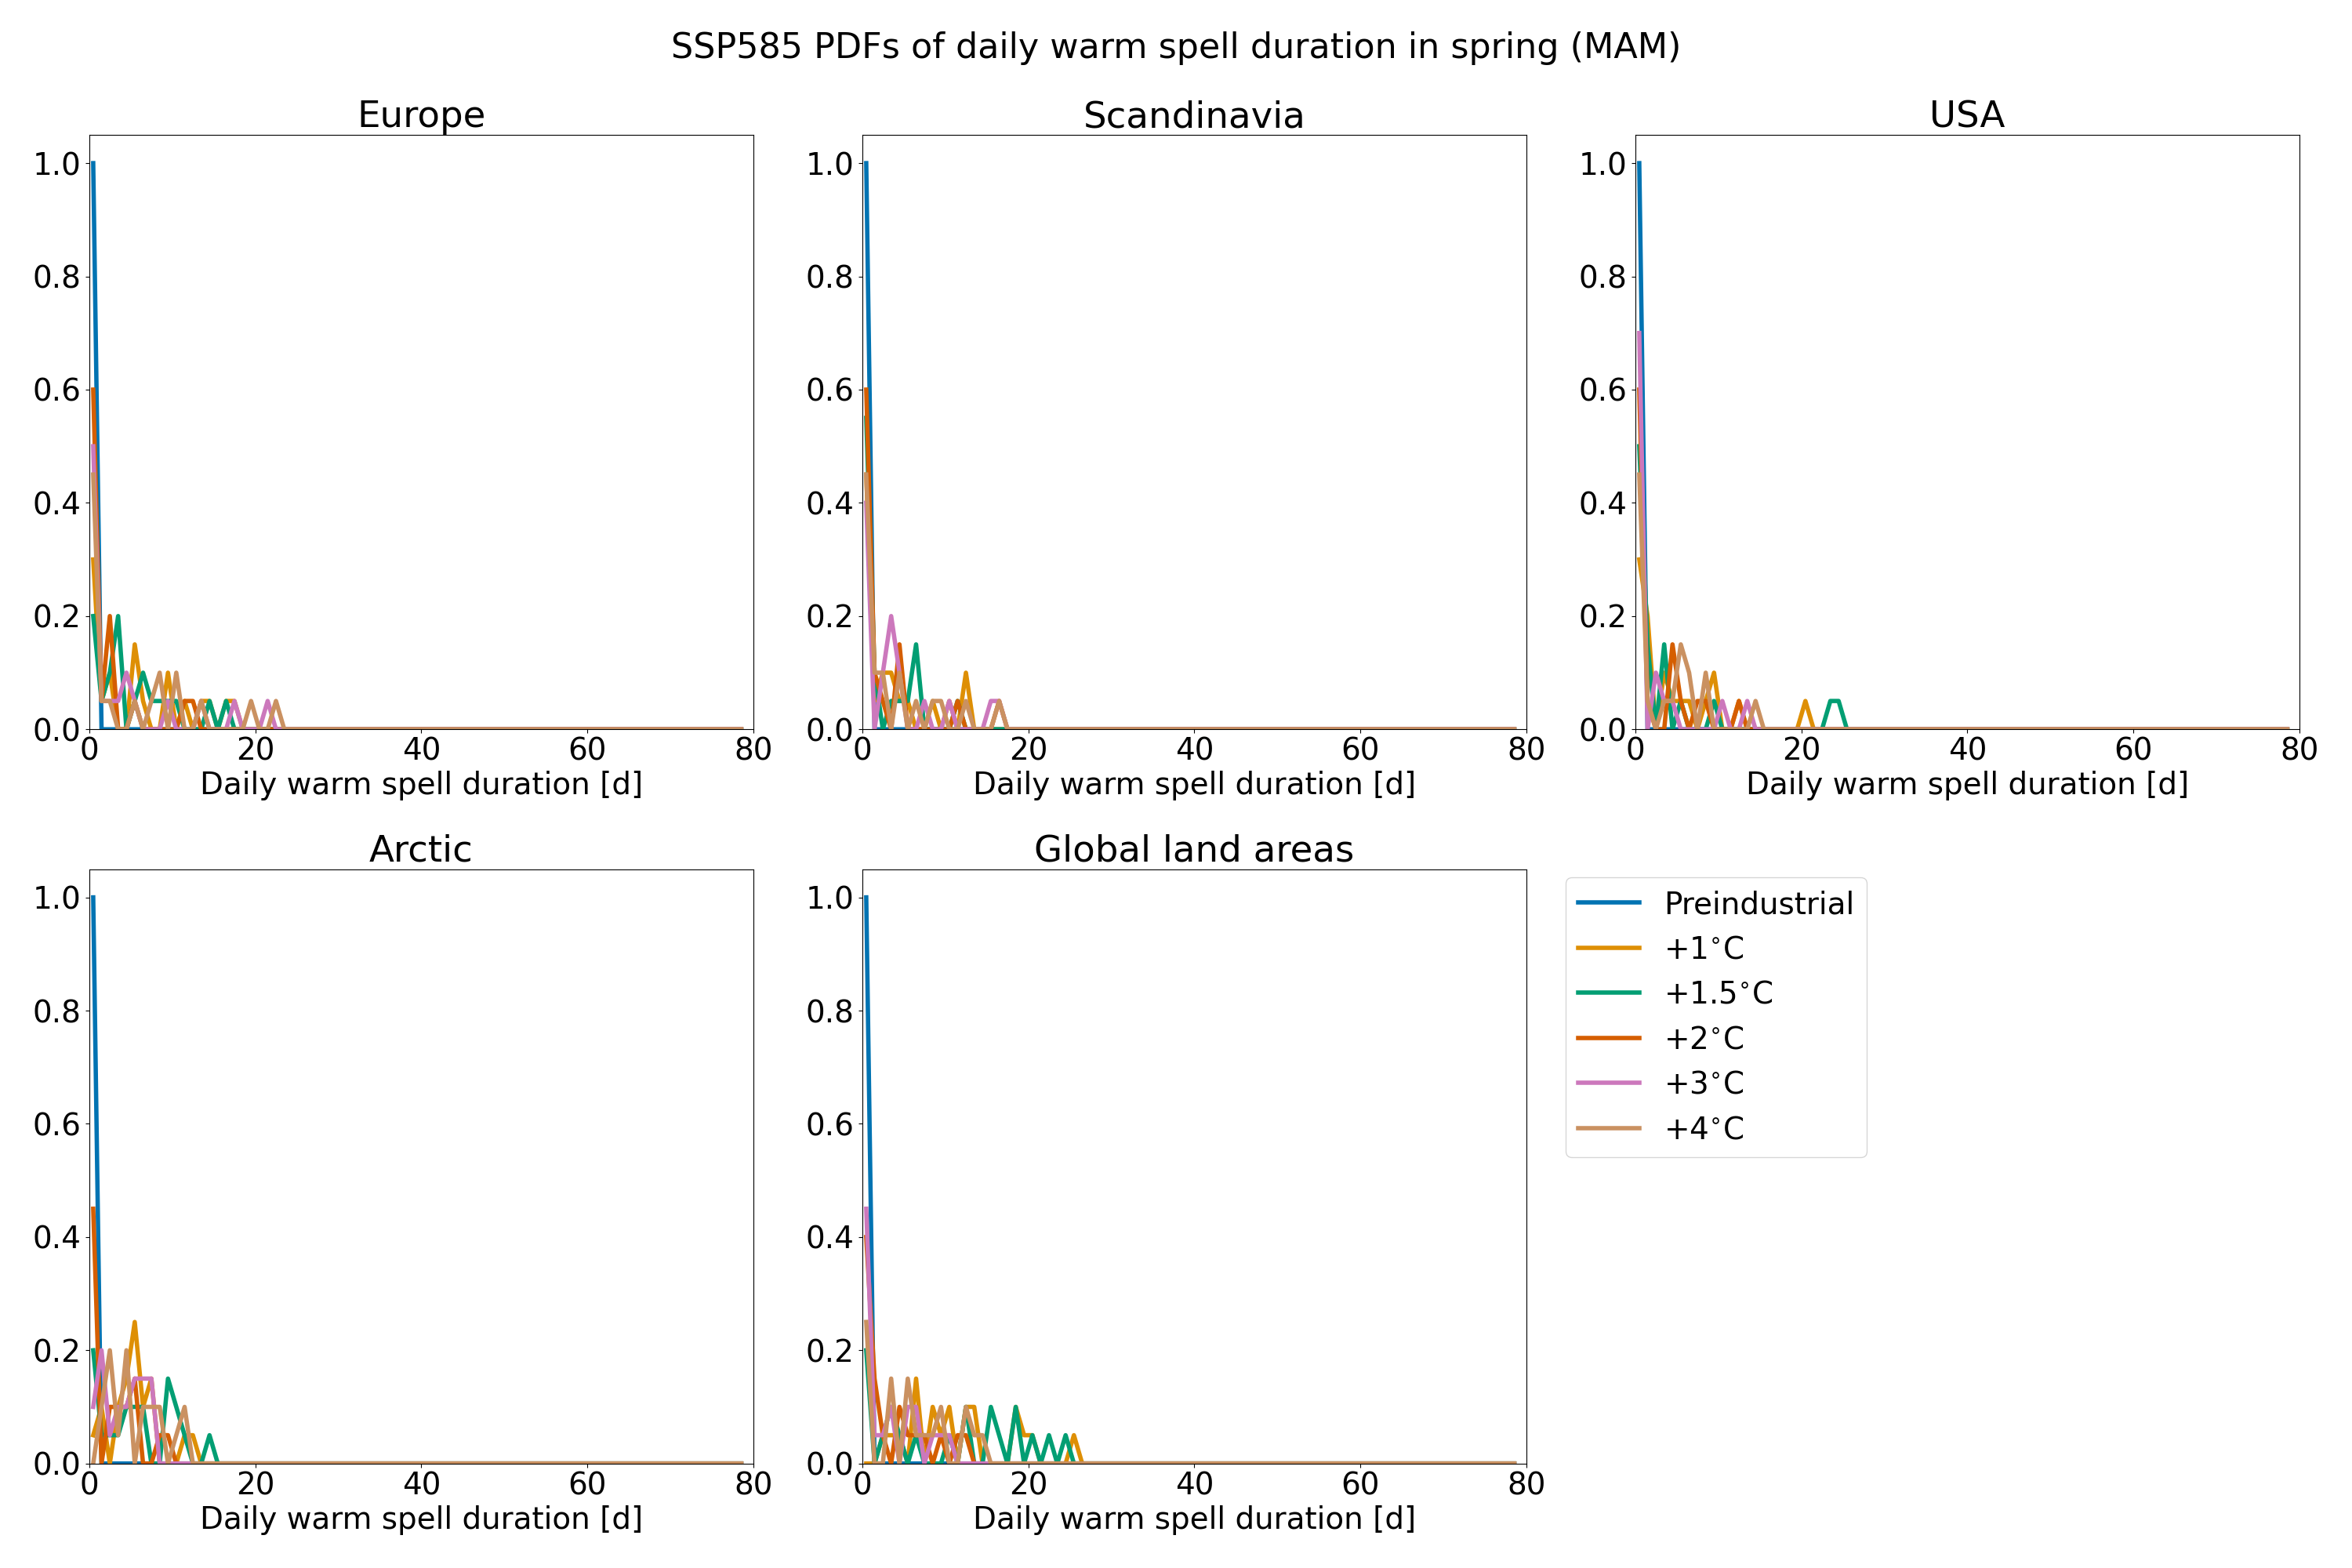 SSP585 PDFs of daily warm spell duration in spring (MAM)
Europe
1.0
0.8
0.6
0.4
0.2
0.0
0 20 40 60 80
Daily warm spell duration [d]
Scandinavia
1.0
0.8
0.6
0.4
0.2
0.0
0 20 40 60 80
Daily warm spell duration [d]
USA
1.0
0.8
0.6
0.4
0.2
0.0
0 20 40 60 80
Daily warm spell duration [d]
Arctic
1.0
0.8
0.6
0.4
0.2
0.0
0 20 40 60 80
Daily warm spell duration [d]
Global land areas
1.0
0.8
0.6
0.4
0.2
0.0
0 20 40 60 80
Daily warm spell duration [d]
Preindustrial
+1°C
+1.5°C
+2°C
+3°C
+4°C